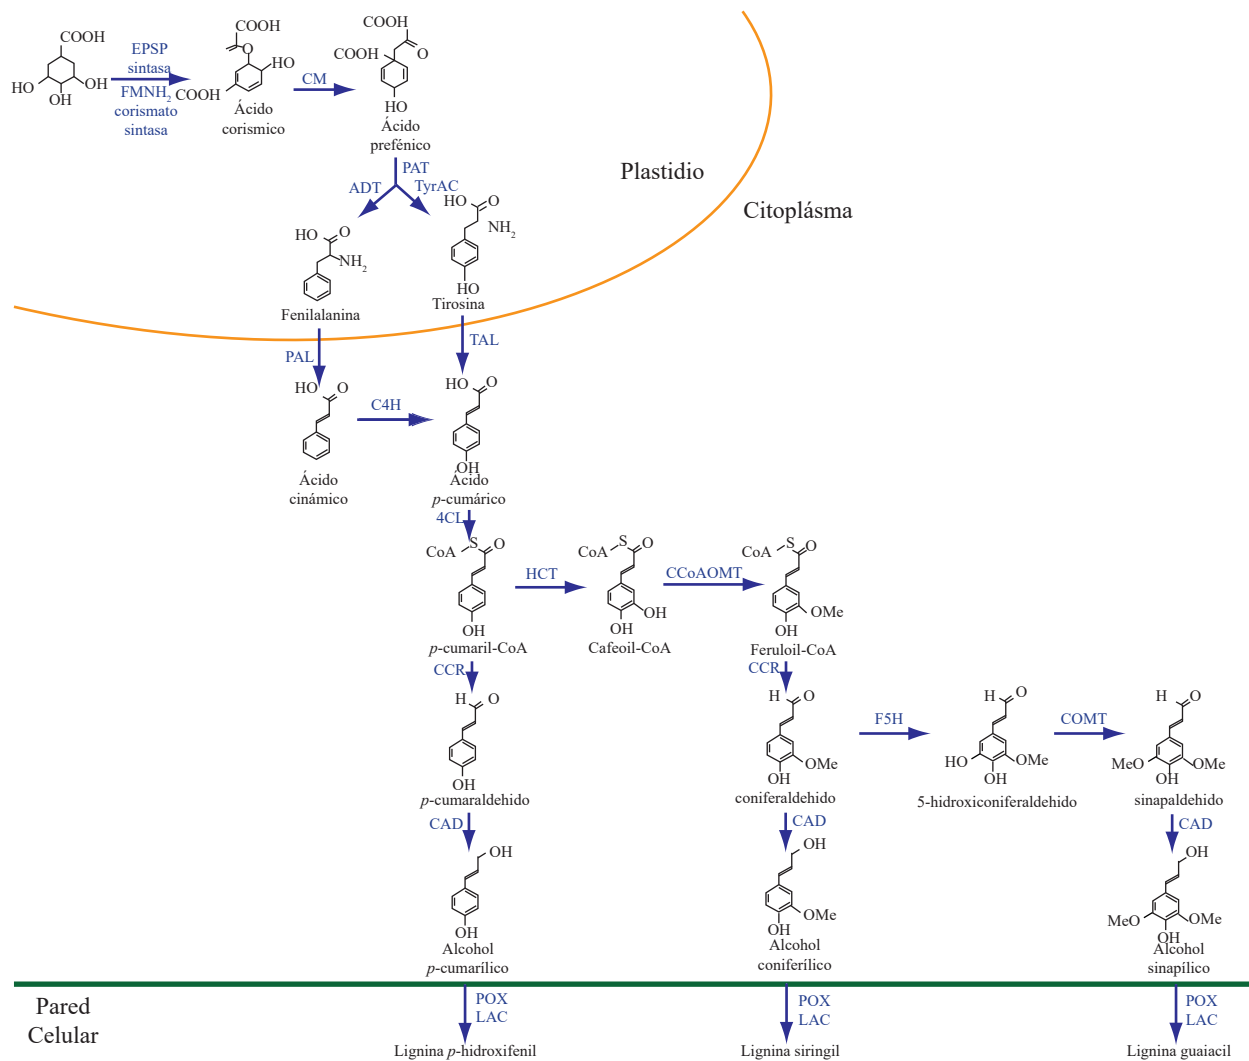 COOH
HO
OH
OH
EPSP
sintasa
FMNH₂
corismato
sintasa
COOH
O
HO
COOH
Ácido
corismico
CM
COOH
O
COOH
HO
Ácido
prefénico
PAT
ADT
TyrAC
Plastidio
Citoplásma
HO
O
NH₂
Fenilalanina
HO
O
NH₂
HO
Tirosina
PAL
TAL
HO
O
Ácido
cinámico
C4H
HO
O
OH
Ácido
p-cumárico
4CL
CoA
S
O
OH
p-cumaril-CoA
HCT
CoA
S
O
OH
OH
Cafeoil-CoA
CCoAOMT
CoA
S
O
OMe
OH
Feruloil-CoA
CCR
CCR
H
O
OH
p-cumaraldehido
H
O
OMe
OH
coniferaldehido
F5H
H
O
HO
OMe
OH
5-hidroxiconiferaldehido
COMT
H
O
MeO
OMe
OH
sinapaldehido
CAD
CAD
CAD
OH
OH
Alcohol
p-cumarílico
OH
OMe
OH
Alcohol
coniferílico
OH
MeO
OMe
OH
Alcohol
sinapílico
Pared
Celular
POX
LAC
POX
LAC
POX
LAC
Lignina p-hidroxifenil
Lignina siringil
Lignina guaiacil